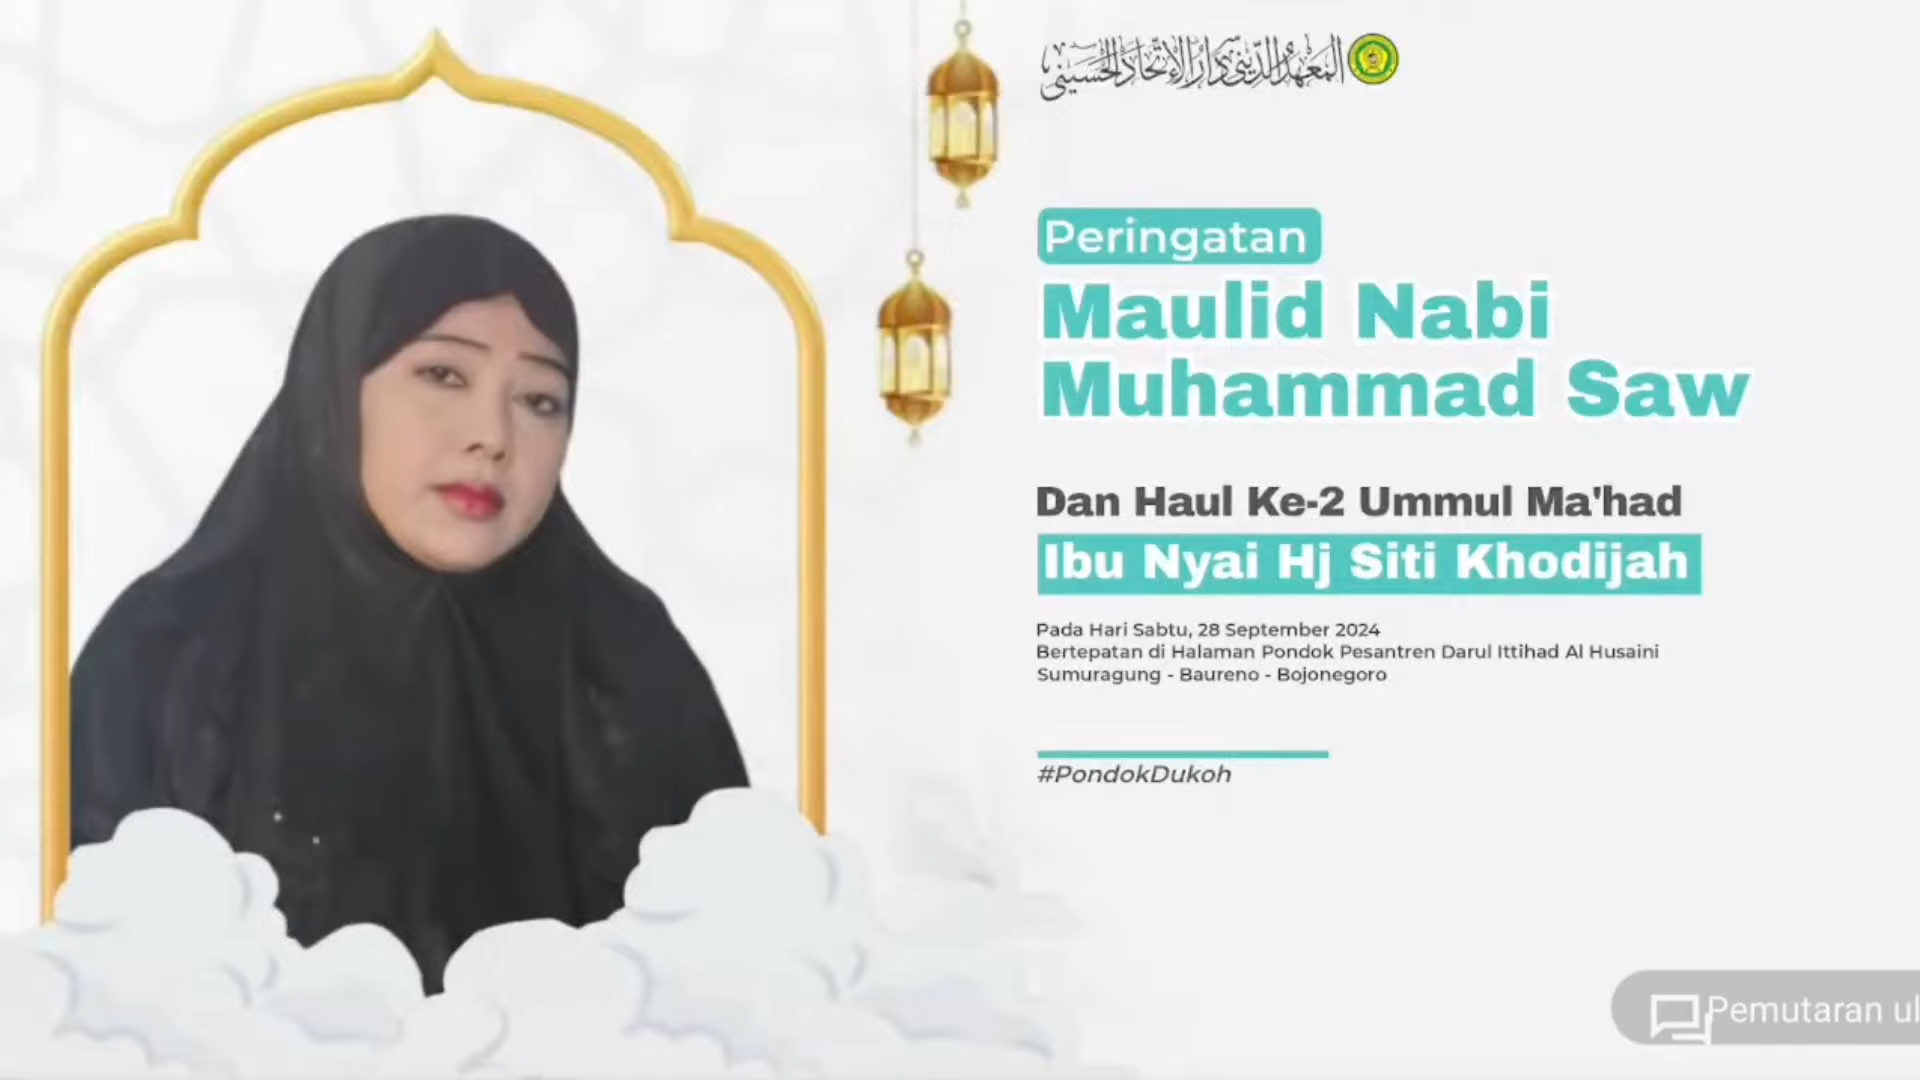 المعهد الديني دار الإتحاد الحسيني
Peringatan
Maulid Nabi
Muhammad Saw
Dan Haul Ke-2 Ummul Ma'had
Ibu Nyai Hj Siti Khodijah
Pada Hari Sabtu, 28 September 2024
Bertepatan di Halaman Pondok Pesantren Darul Ittihad Al Husaini
Sumuragung - Baureno - Bojonegoro
#PondokDukoh
Pemutaran ul